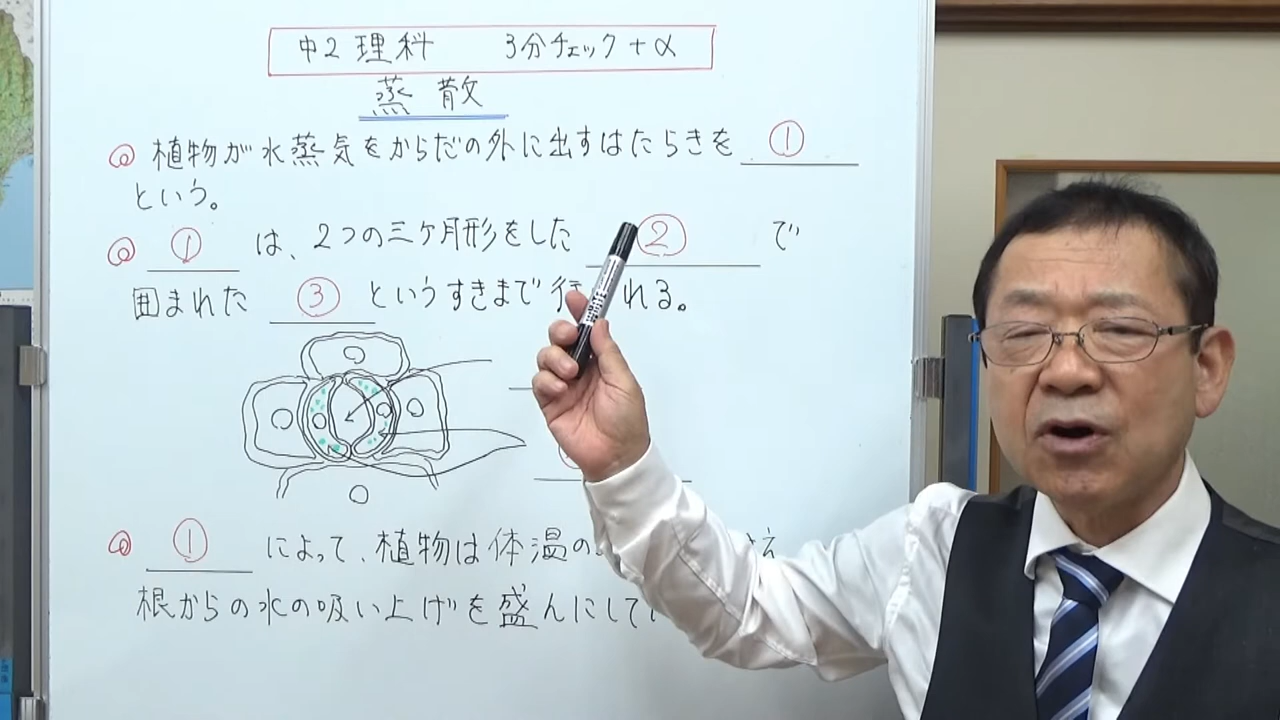 中2 理科 3分チェック+α
蒸散
◎ 植物が水蒸気をからだの外に出すはたらきを ①
という。
◎ ① は、2つの三ケ月形をした ② で
囲まれた ③ というすきまで行 れる。
◎ ① によって、植物は体温の
根からの水の吸い上げを盛んにして